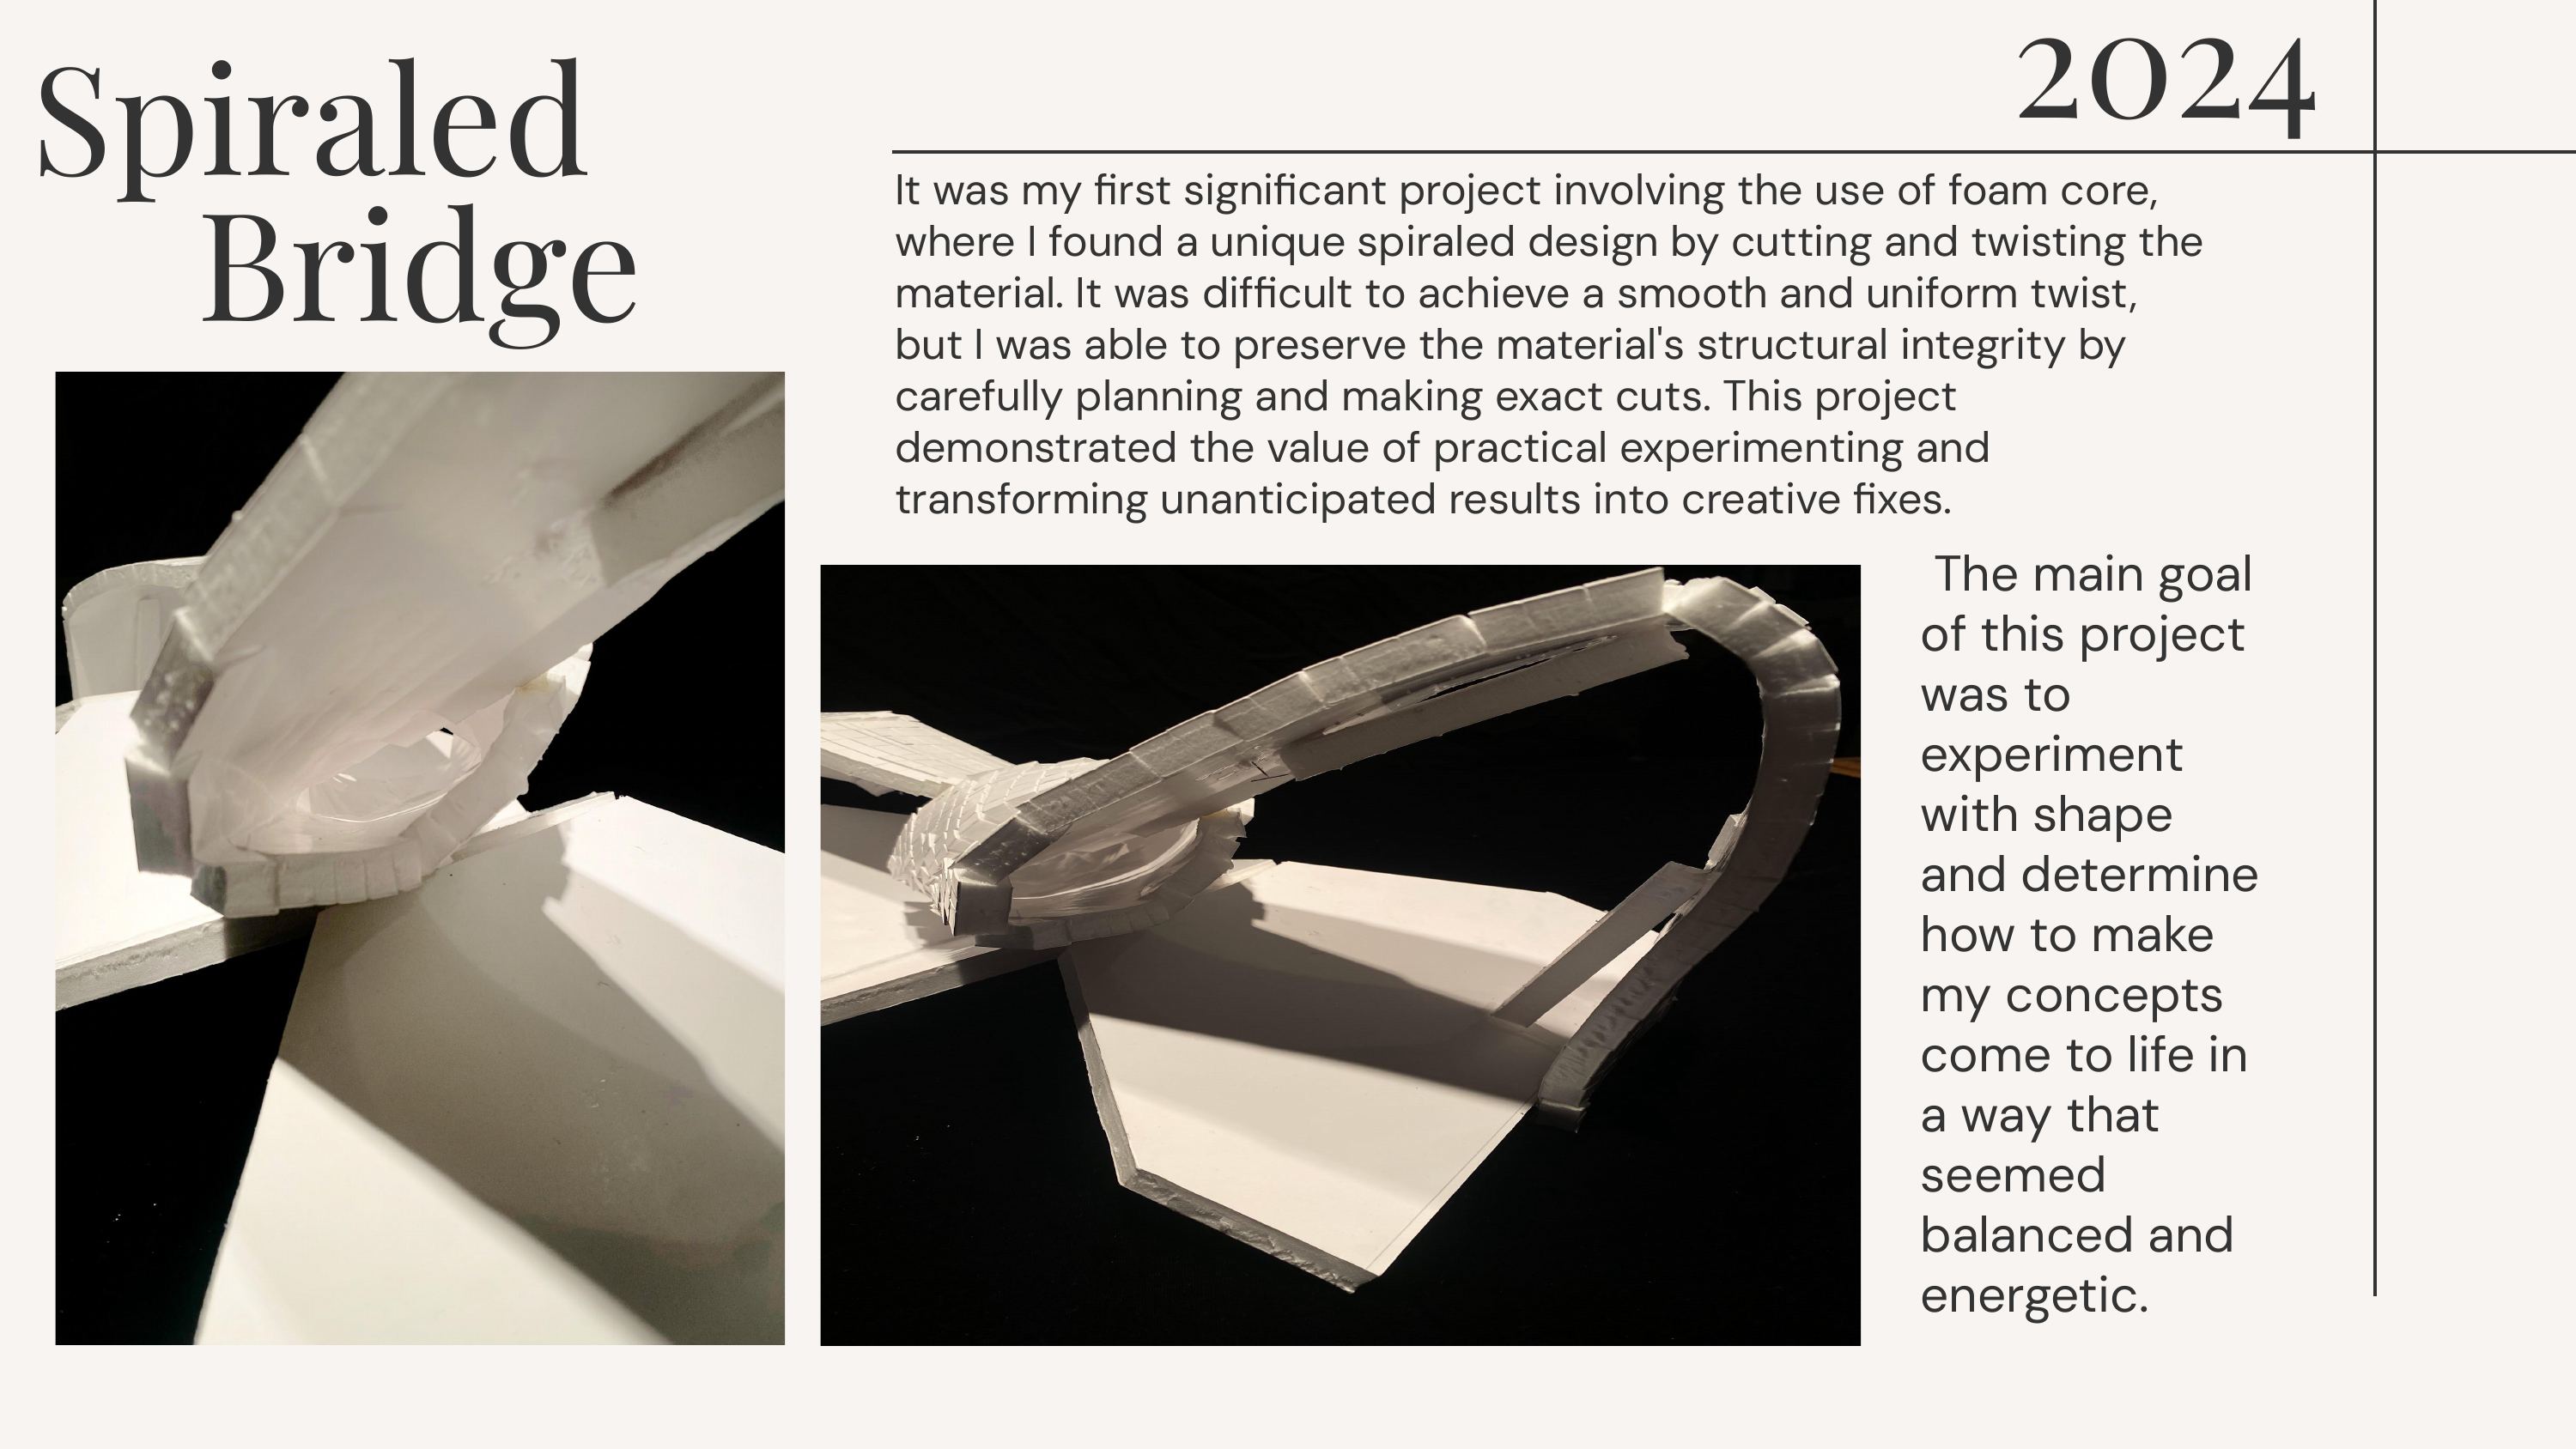 Spiraled
Bridge
2024
It was my first significant project involving the use of foam core,
where I found a unique spiraled design by cutting and twisting the
material. It was difficult to achieve a smooth and uniform twist,
but I was able to preserve the material's structural integrity by
carefully planning and making exact cuts. This project
demonstrated the value of practical experimenting and
transforming unanticipated results into creative fixes.
The main goal
of this project
was to
experiment
with shape
and determine
how to make
my concepts
come to life in
a way that
seemed
balanced and
energetic.